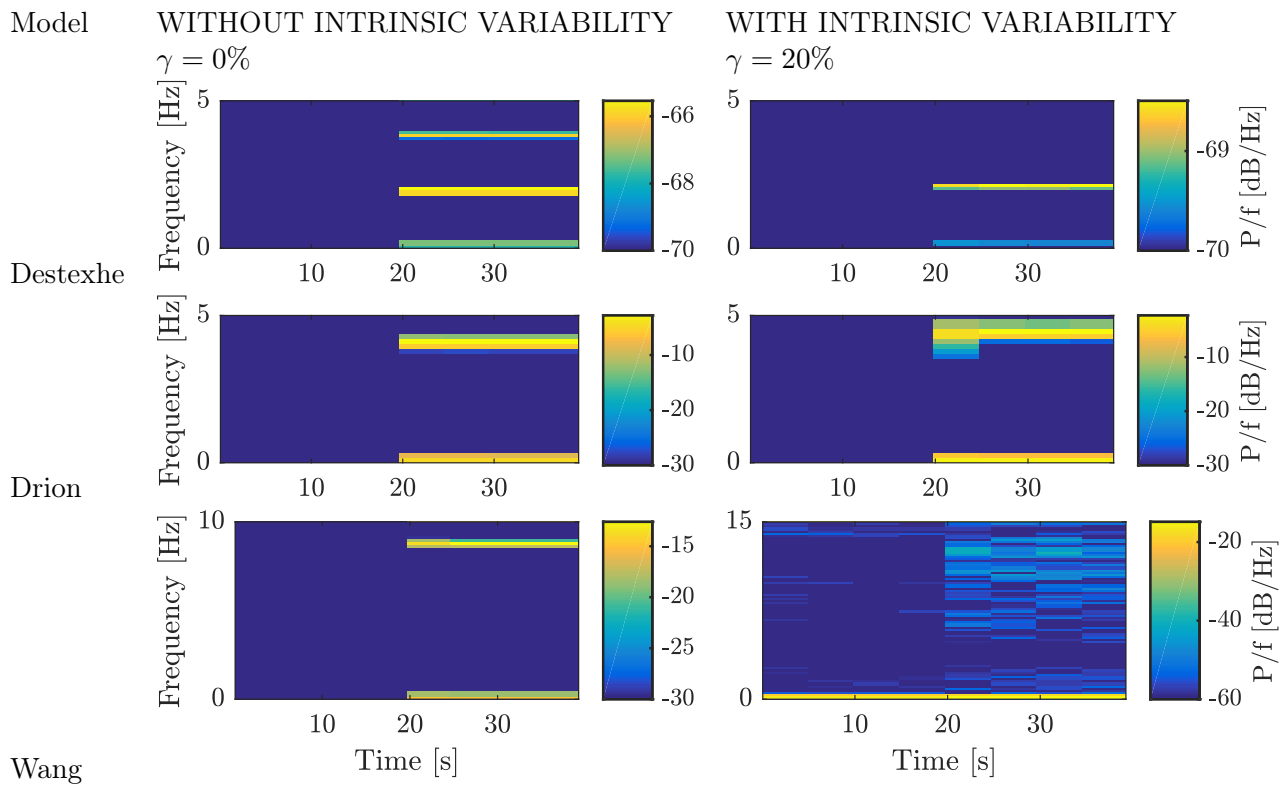 Model WITHOUT INTRINSIC VARIABILITY WITH INTRINSIC VARIABILITY
γ = 0% γ = 20%
Frequency [Hz]
5
0
10 20 30
-66
-68
-70
5
0
10 20 30
-69
-70
P/f [dB/Hz]
Destexhe
Frequency [Hz]
5
0
10 20 30
-10
-20
-30
5
0
10 20 30
-10
-20
-30
P/f [dB/Hz]
Drion
Frequency [Hz]
10
0
10 20 30
Time [s]
-15
-20
-25
-30
15
0
10 20 30
Time [s]
-20
-40
-60
P/f [dB/Hz]
Wang